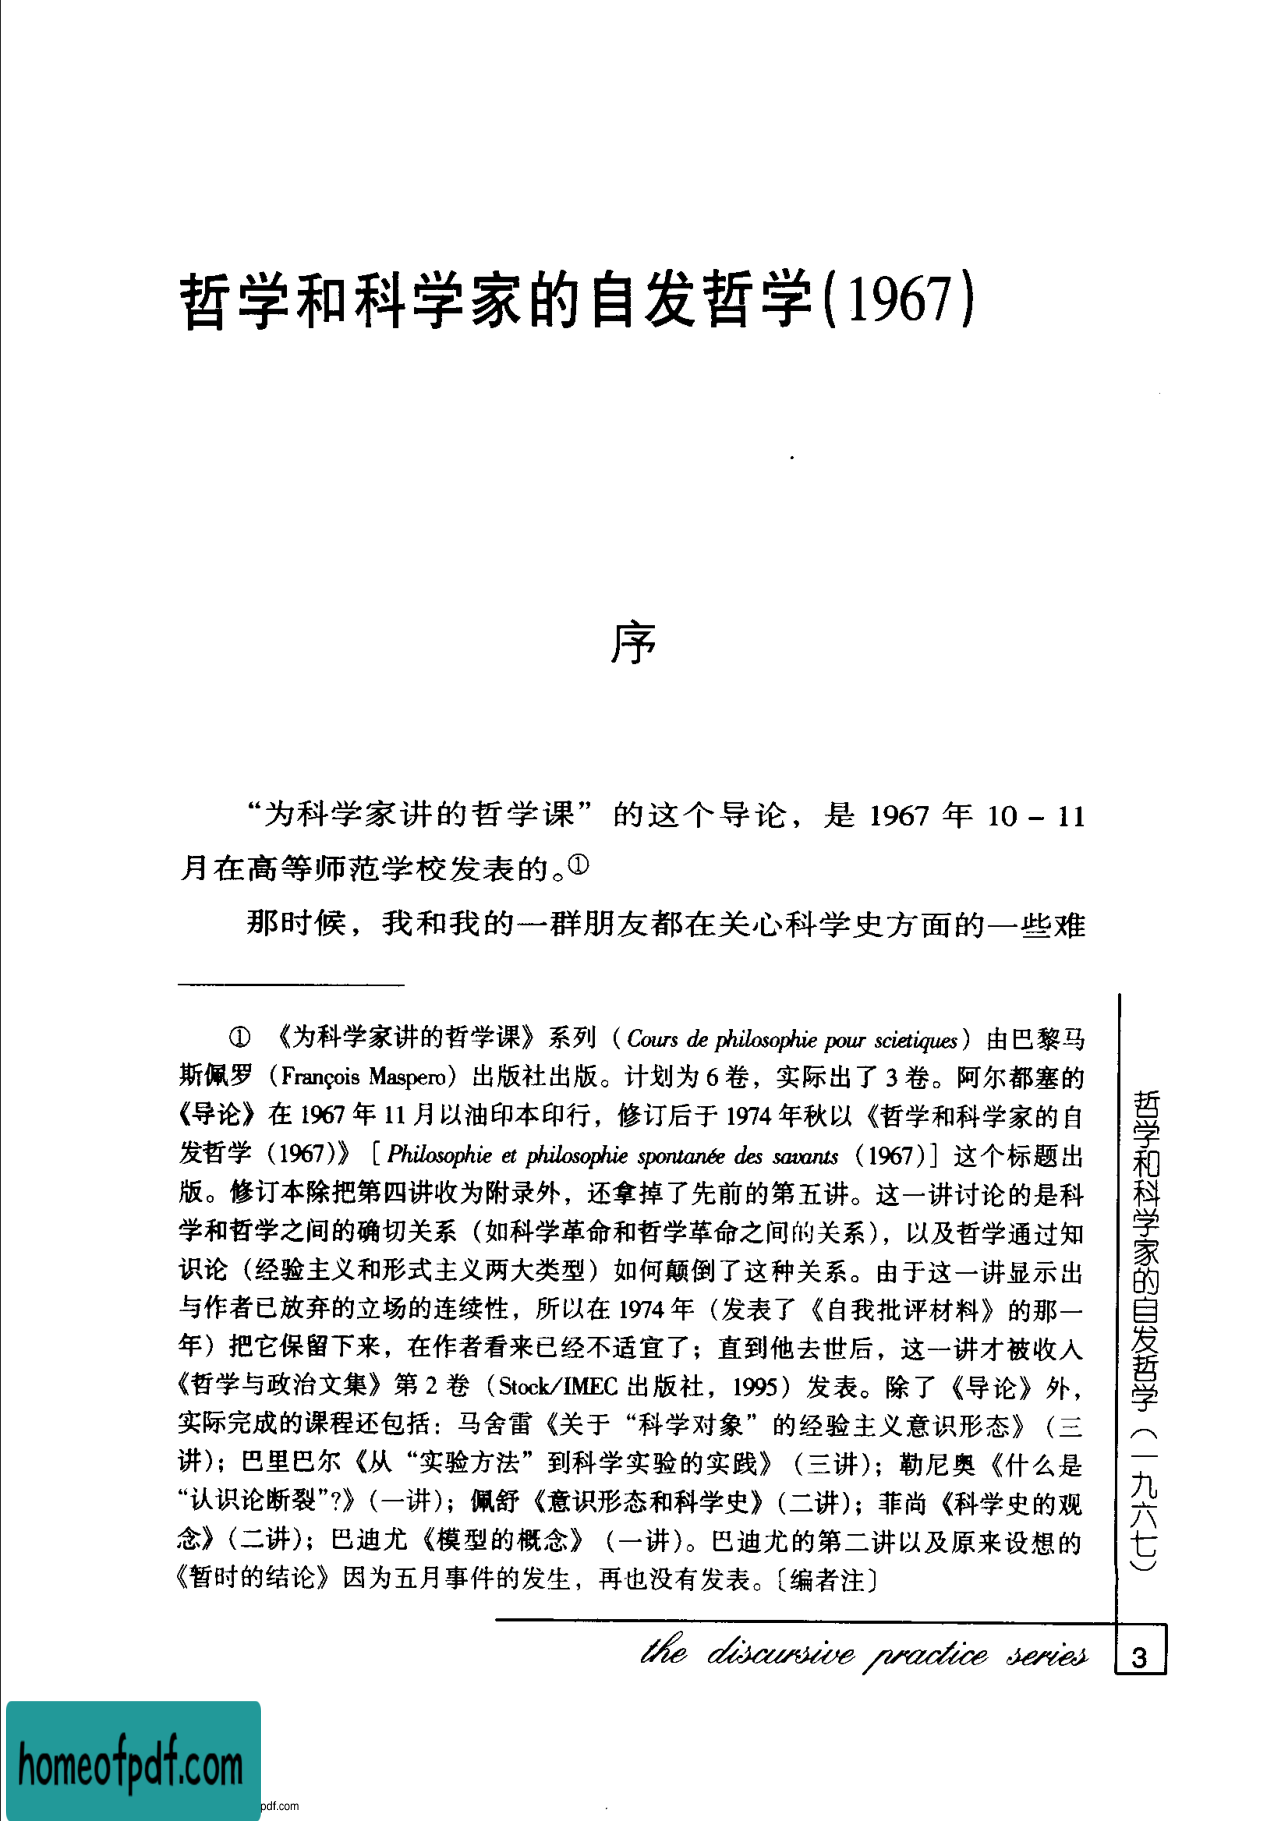 哲学和科学家的自发哲学(1967)
序
“为科学家讲的哲学课”的这个导论，是 1967 年 10 – 11
月在高等师范学校发表的。①
那时候，我和我的一群朋友都在关心科学史方面的一些难
① 《为科学家讲的哲学课》系列（Cours de philosophie pour scietiques）由巴黎马
斯佩罗（François Maspero）出版社出版。计划为 6 卷，实际出了 3 卷。阿尔都塞的
《导论》在 1967 年 11 月以油印本印行，修订后于 1974 年秋以《哲学和科学家的自
发哲学（1967)》［Philosophie et philosophie spontanée des savants（1967)］这个标题出
版。修订本除把第四讲收为附录外，还拿掉了先前的第五讲。这一讲讨论的是科
学和哲学之间的确切关系（如科学革命和哲学革命之间的关系），以及哲学通过知
识论（经验主义和形式主义两大类型）如何颠倒了这种关系。由于这一讲显示出
与作者已放弃的立场的连续性，所以在 1974 年（发表了《自我批评材料》的那一
年）把它保留下来，在作者看来已经不适宜了；直到他去世后，这一讲才被收入
《哲学与政治文集》第 2 卷（Stock/IMEC 出版社，1995）发表。除了《导论》外，
实际完成的课程还包括：马舍雷《关于“科学对象”的经验主义意识形态》（三
讲）；巴里巴尔《从“实验方法”到科学实验的实践》（三讲）；勒尼奥《什么是
“认识论断裂”?》（一讲）；佩舒《意识形态和科学史》（二讲）；菲尚《科学史的观
念》（二讲）；巴迪尤《模型的概念》（一讲）。巴迪尤的第二讲以及原来设想的
《暂时的结论》因为五月事件的发生，再也没有发表。〔编者注〕
哲学和科学家的自发哲学（一九六七）
the discursive practice series
3
homeofpdf.com
pdf.com